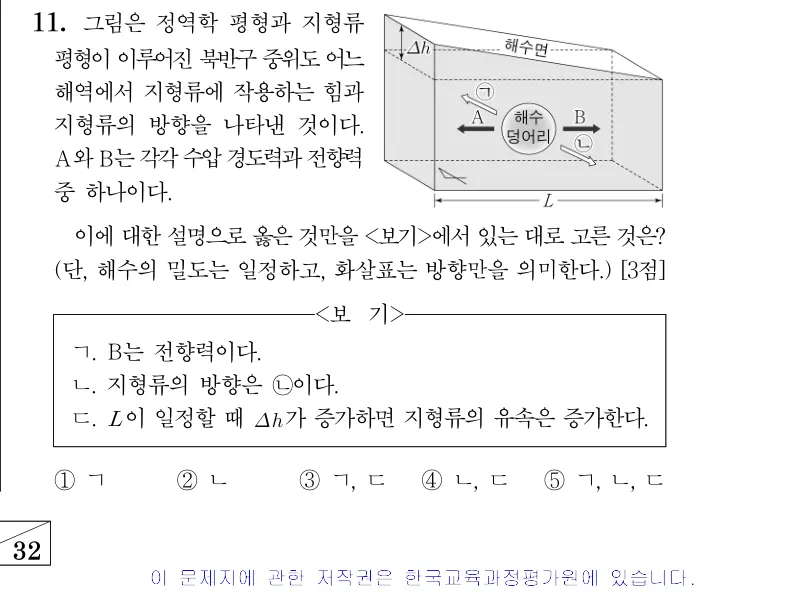 11. 그림은 정역학 평형과 지형류
평형이 이루어진 북반구 중위도 어느
해역에서 지형류에 작용하는 힘과
지형류의 방향을 나타낸 것이다.
A와 B는 각각 수압 경도력과 전향력
중 하나이다.
Δh
해수면
㉠
A
해수
덩어리
B
㉡
L
이에 대한 설명으로 옳은 것만을 <보기>에서 있는 대로 고른 것은?
(단, 해수의 밀도는 일정하고, 화살표는 방향만을 의미한다.) [3점]
<보 기>
ㄱ. B는 전향력이다.
ㄴ. 지형류의 방향은 ㉡이다.
ㄷ. L이 일정할 때 Δh가 증가하면 지형류의 유속은 증가한다.
① ㄱ ② ㄴ ③ ㄱ, ㄷ ④ ㄴ, ㄷ ⑤ ㄱ, ㄴ, ㄷ
32
이 문제지에 관한 저작권은 한국교육과정평가원에 있습니다.